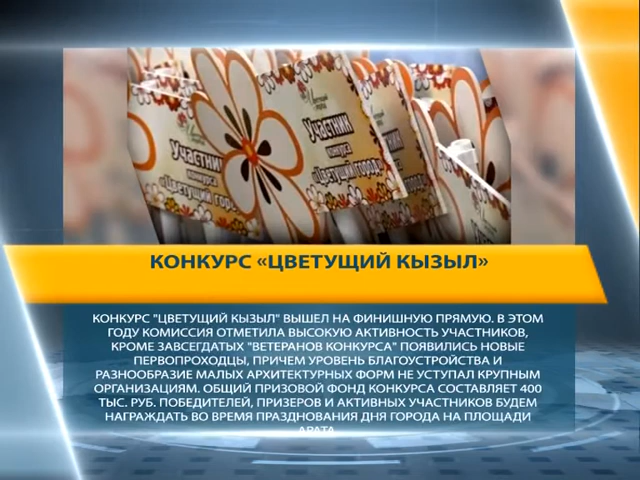 Цветущий город
Участник
конкурса
«Цветущий горо
Участник
конкурса
«Цветущий город»
КОНКУРС «ЦВЕТУЩИЙ КЫЗЫЛ»
КОНКУРС "ЦВЕТУЩИЙ КЫЗЫЛ" ВЫШЕЛ НА ФИНИШНУЮ ПРЯМУЮ. В ЭТОМ
ГОДУ КОМИССИЯ ОТМЕТИЛА ВЫСОКУЮ АКТИВНОСТЬ УЧАСТНИКОВ,
КРОМЕ ЗАВСЕГДАТЫХ "ВЕТЕРАНОВ КОНКУРСА" ПОЯВИЛИСЬ НОВЫЕ
ПЕРВОПРОХОДЦЫ, ПРИЧЕМ УРОВЕНЬ БЛАГОУСТРОЙСТВА И
РАЗНООБРАЗИЕ МАЛЫХ АРХИТЕКТУРНЫХ ФОРМ НЕ УСТУПАЛ КРУПНЫМ
ОРГАНИЗАЦИЯМ. ОБЩИЙ ПРИЗОВОЙ ФОНД КОНКУРСА СОСТАВЛЯЕТ 400
ТЫС. РУБ. ПОБЕДИТЕЛЕЙ, ПРИЗЕРОВ И АКТИВНЫХ УЧАСТНИКОВ БУДЕМ
НАГРАЖДАТЬ ВО ВРЕМЯ ПРАЗДНОВАНИЯ ДНЯ ГОРОДА НА ПЛОЩАДИ
АРАТА